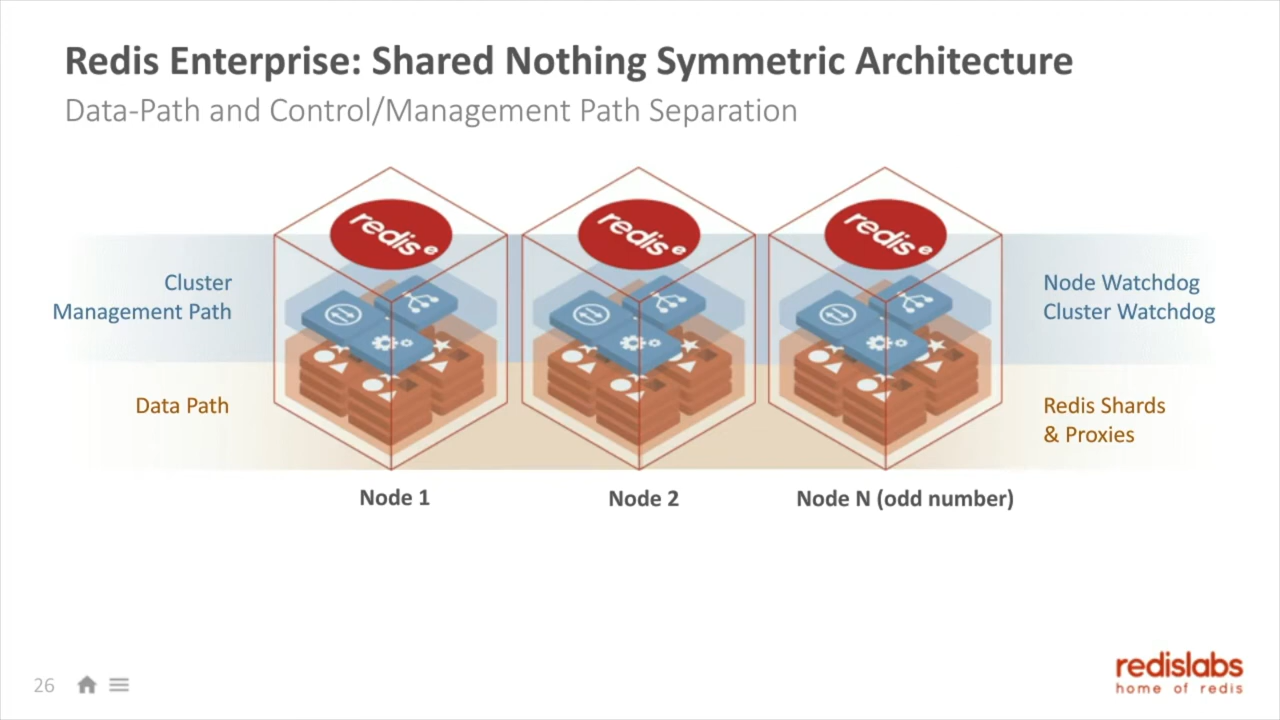 Redis Enterprise: Shared Nothing Symmetric Architecture
Data-Path and Control/Management Path Separation
redis e
redis e
redis e
Cluster
Management Path
Node Watchdog
Cluster Watchdog
Data Path
Redis Shards
& Proxies
Node 1
Node 2
Node N (odd number)
26
redislabs
home of redis